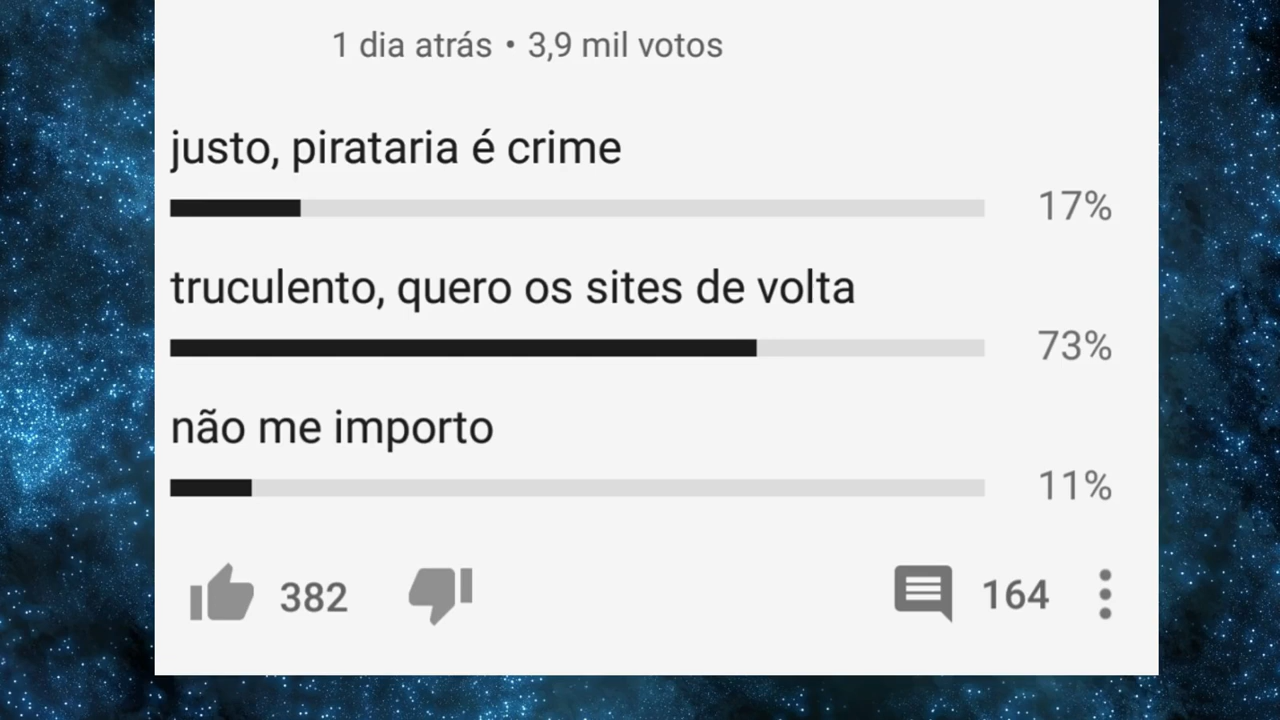 1 dia atrás • 3,9 mil votos
justo, pirataria é crime
17%
truculento, quero os sites de volta
73%
não me importo
11%
382 164